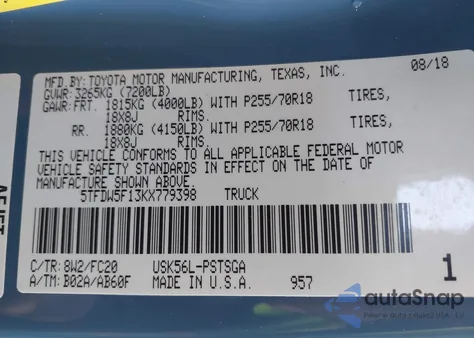 MFD.BY: TOYOTA MOTOR MANUFACTURING, TEXAS, INC. 08/18
GVWR: 3265KG (7200LB)
GAWR: FRT. 1815KG (4000LB) WITH P255/70R18 TIRES,
18X8J RIMS.
RR. 1880KG (4150LB) WITH P255/70R18 TIRES,
18X8J RIMS.
THIS VEHICLE CONFORMS TO ALL APPLICABLE FEDERAL MOTOR
VEHICLE SAFETY STANDARDS IN EFFECT ON THE DATE OF
MANUFACTURE SHOWN ABOVE.
5TFDW5F13KX779398 TRUCK
C/TR: 8W2/FC20 USK56L-PSTSGA
A/TM: B02A/AB60F MADE IN U.S.A. 957 1
autoSnap